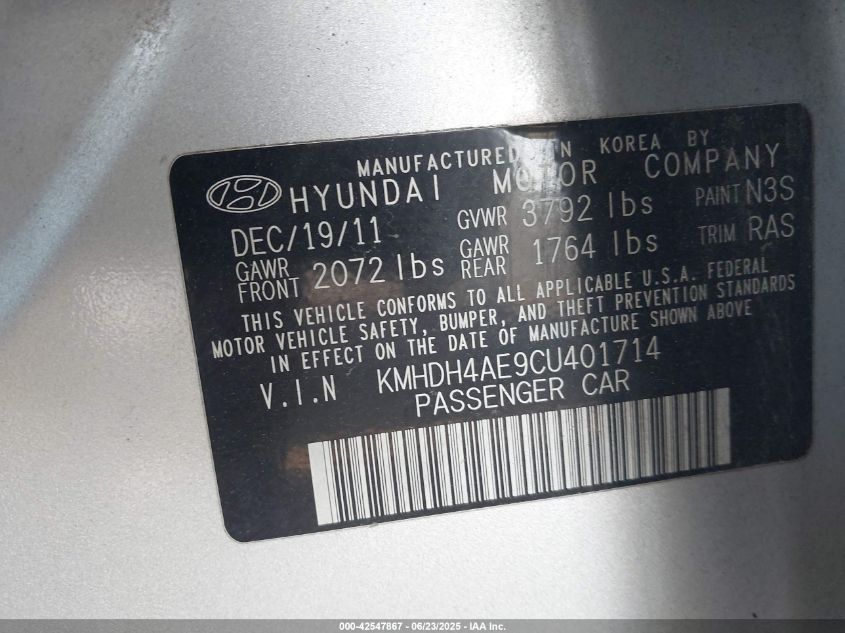 MANUFACTURED IN KOREA BY
HYUNDAI MOTOR COMPANY
DEC/19/11 GVWR 3792 lbs PAINT N3S
GAWR FRONT 2072 lbs GAWR REAR 1764 lbs TRIM RAS
THIS VEHICLE CONFORMS TO ALL APPLICABLE U.S.A. FEDERAL
MOTOR VEHICLE SAFETY, BUMPER, AND THEFT PREVENTION STANDARDS
IN EFFECT ON THE DATE OF MANUFACTURE SHOWN ABOVE
V.I.N KMHDH4AE9CU401714
PASSENGER CAR
000-42547867 - 06/23/2025 - IAA Inc.